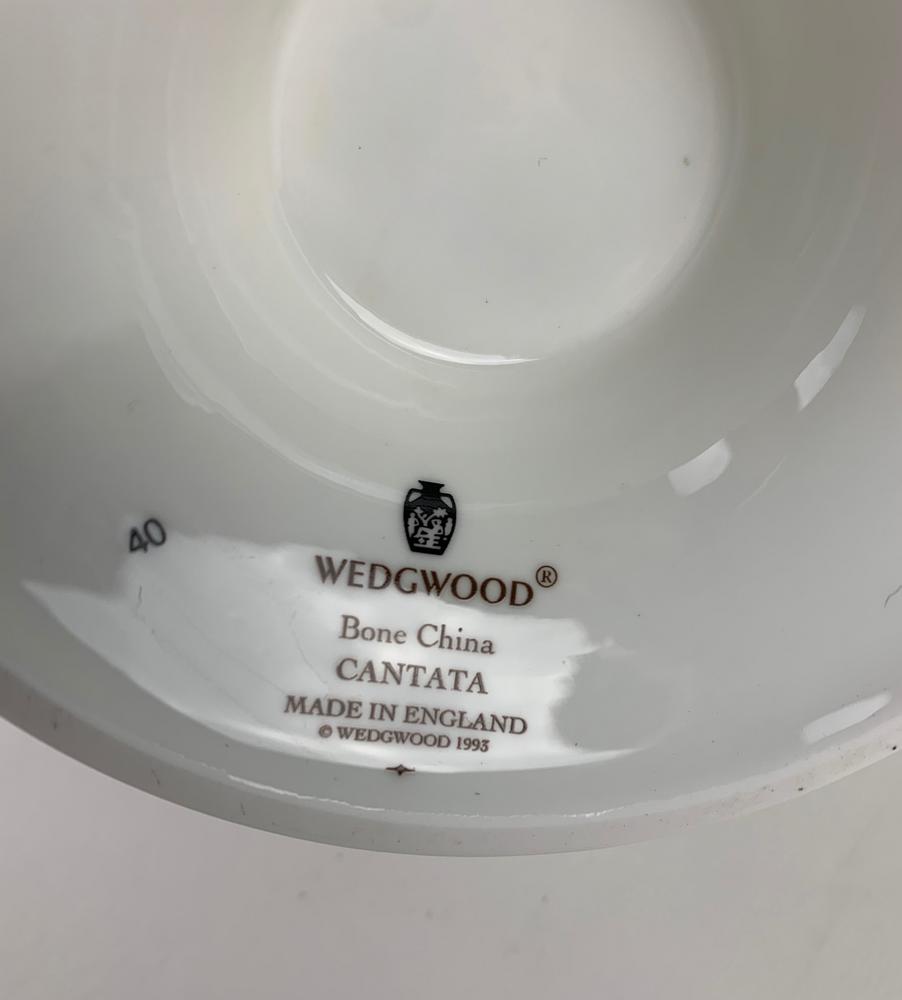 40
WEDGWOOD®
Bone China
CANTATA
MADE IN ENGLAND
© WEDGWOOD 1993